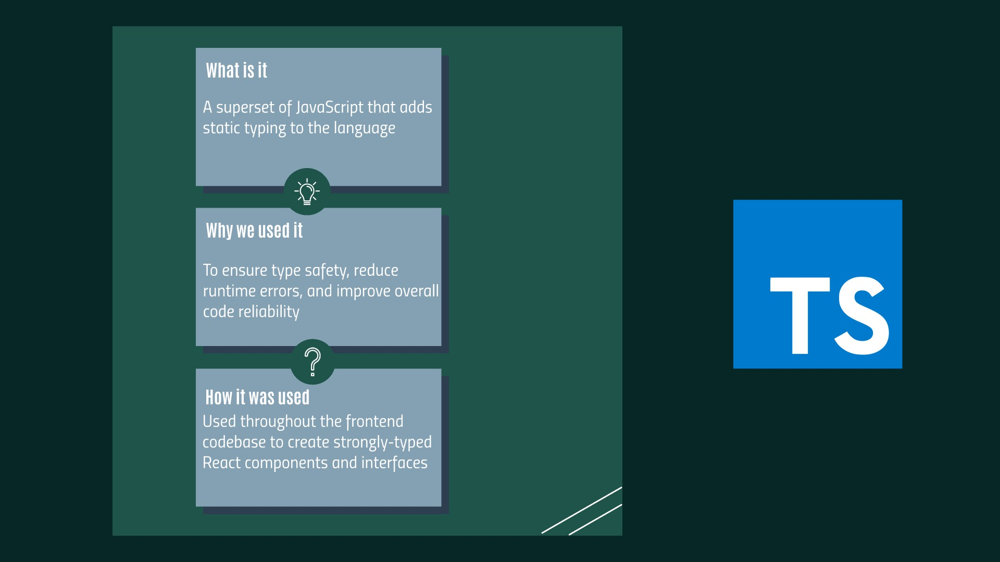 What is it
A superset of JavaScript that adds
static typing to the language
Why we used it
To ensure type safety, reduce
runtime errors, and improve overall
code reliability
?
How it was used
Used throughout the frontend
codebase to create strongly-typed
React components and interfaces
TS